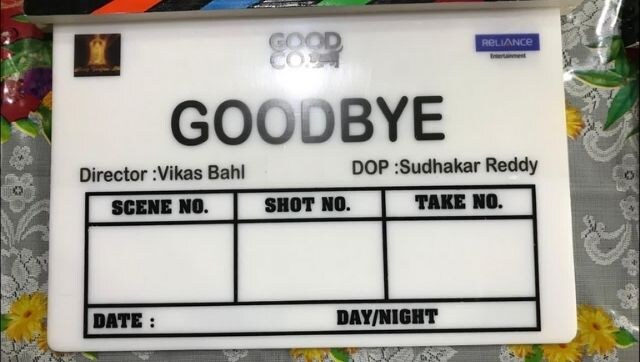 GOOD
CO.
RELIANCE
Entertainment
GOODBYE
Director :Vikas Bahl
DOP :Sudhakar Reddy
SCENE NO. SHOT NO. TAKE NO.
DATE : DAY/NIGHT